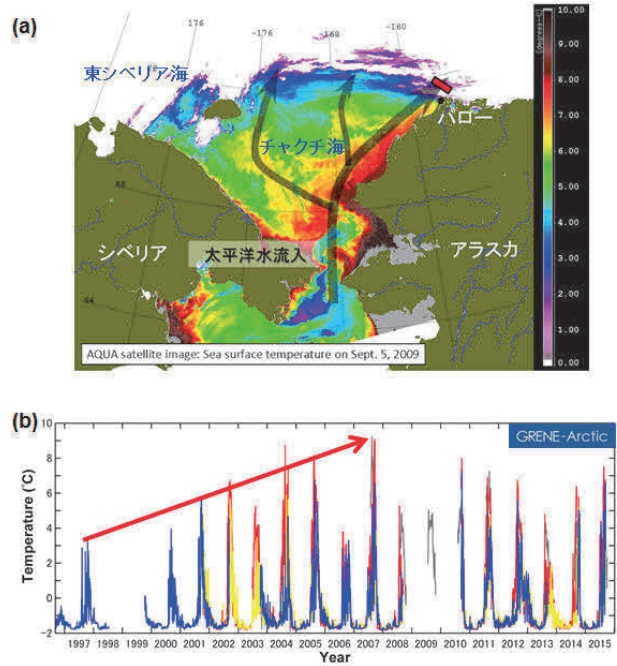 (a)
176
-176
-168
-160
10.00
(degrees-C)
9.00
8.00
7.00
6.00
5.00
4.00
3.00
2.00
1.00
0.00
東シベリア海
バロー
チャクチ海
68
シベリア
太平洋水流入
アラスカ
64
AQUA satellite image: Sea surface temperature on Sept. 5, 2009
(b)
GRENE-Arctic
Temperature (°C)
10
8
6
4
2
0
-2
1997 1998 1999 2000 2001 2002 2003 2004 2005 2006 2007 2008 2009 2010 2011 2012 2013 2014 2015
Year